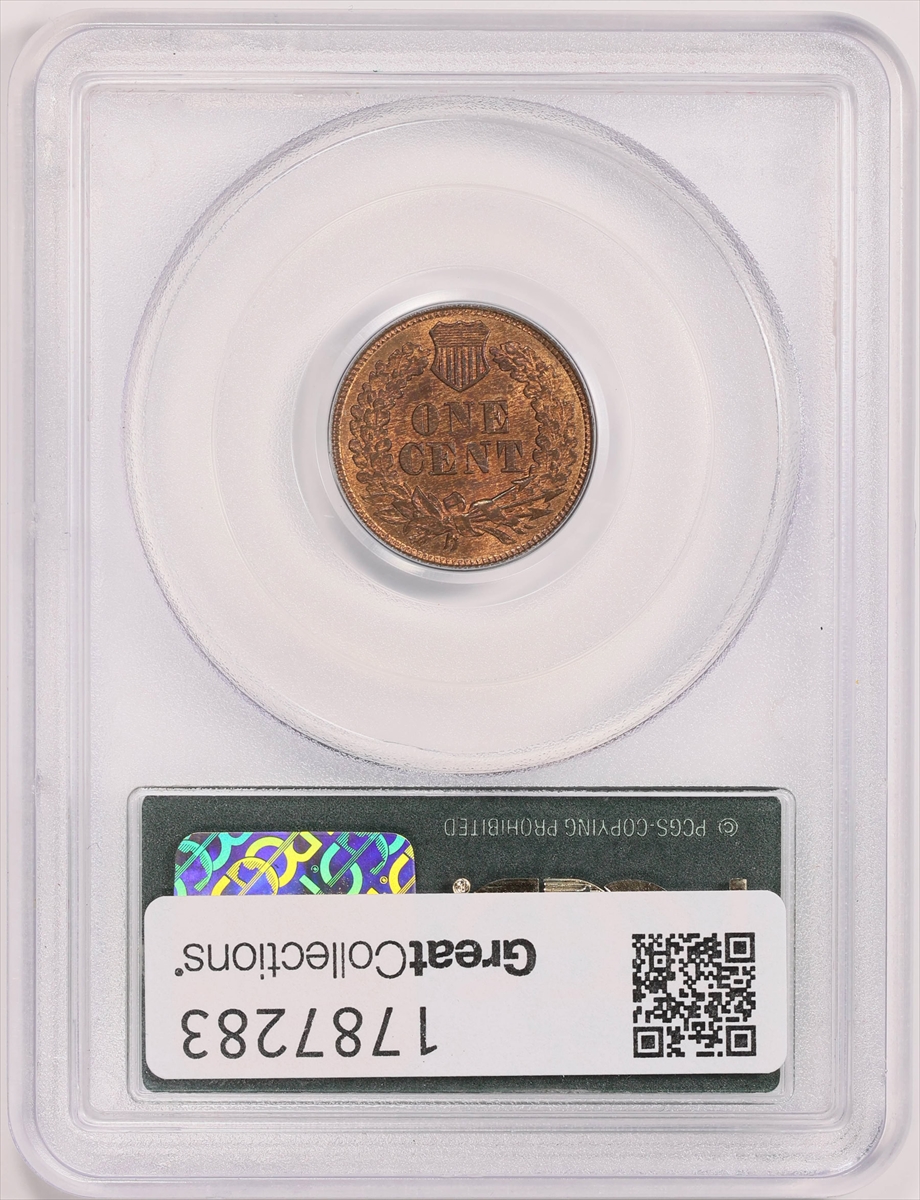 ONE
CENT
© PCGS-COPYING PROHIBITED
GreatCollections®
1787283